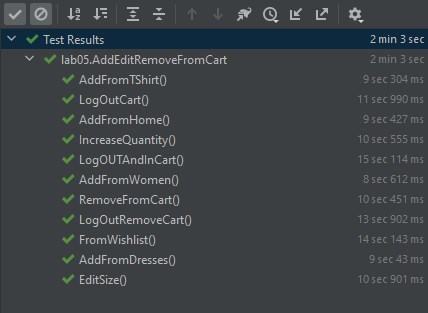 Test Results 2 min 3 sec
lab05.AddEditRemoveFromCart 2 min 3 sec
AddFromTShirt() 9 sec 304 ms
LogOutCart() 11 sec 990 ms
AddFromHome() 9 sec 427 ms
IncreaseQuantity() 10 sec 555 ms
LogOUTAndInCart() 15 sec 114 ms
AddFromWomen() 8 sec 612 ms
RemoveFromCart() 10 sec 451 ms
LogOutRemoveCart() 13 sec 902 ms
FromWishlist() 14 sec 143 ms
AddFromDresses() 9 sec 43 ms
EditSize() 10 sec 901 ms